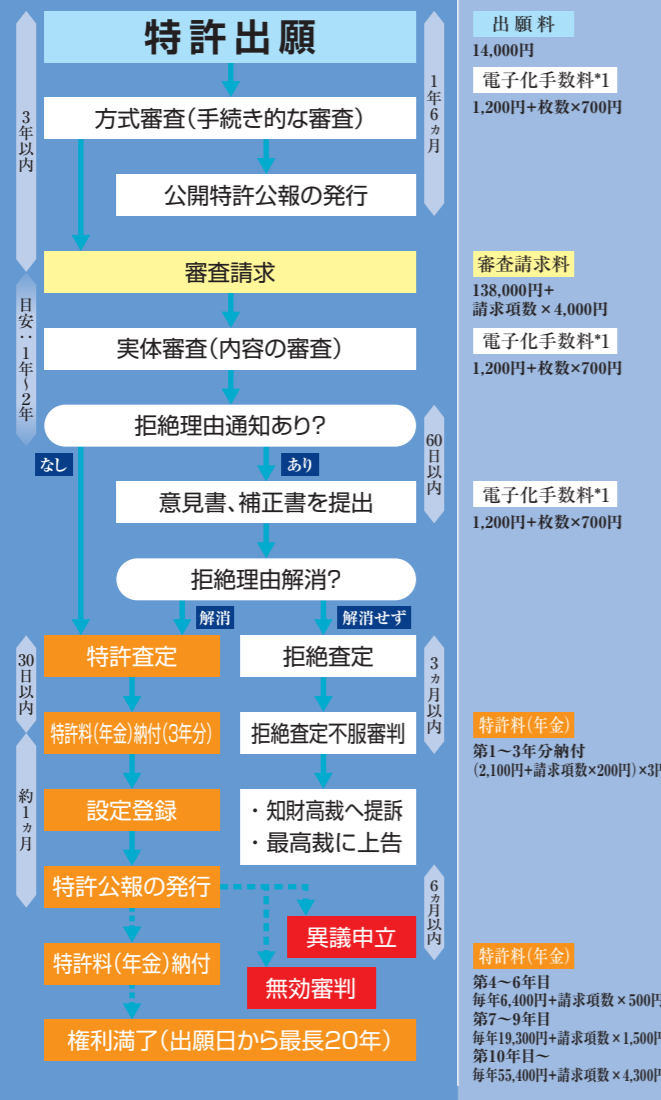 特許出願
方式審査(手続き的な審査)
公開特許公報の発行
審査請求
実体審査(内容の審査)
拒絶理由通知あり?
なし
あり
意見書、補正書を提出
拒絶理由解消?
解消
解消せず
特許査定
拒絶査定
特許料(年金)納付(3年分)
拒絶査定不服審判
設定登録
・知財高裁へ提訴
・最高裁に上告
特許公報の発行
異議申立
特許料(年金)納付
無効審判
権利満了(出願日から最長20年)
3年以内
目安:1年~2年
30日以内
約1ヵ月
1年6ヵ月
60日以内
3ヵ月以内
6ヵ月以内
出願料
14,000円
電子化手数料*1
1,200円+枚数×700円
審査請求料
138,000円+
請求項数×4,000円
電子化手数料*1
1,200円+枚数×700円
電子化手数料*1
1,200円+枚数×700円
特許料(年金)
第1~3年分納付
(2,100円+請求項数×200円)×3
特許料(年金)
第4~6年目
毎年6,400円+請求項数×500円
第7~9年目
毎年19,300円+請求項数×1,500円
第10年目~
毎年55,400円+請求項数×4,300円